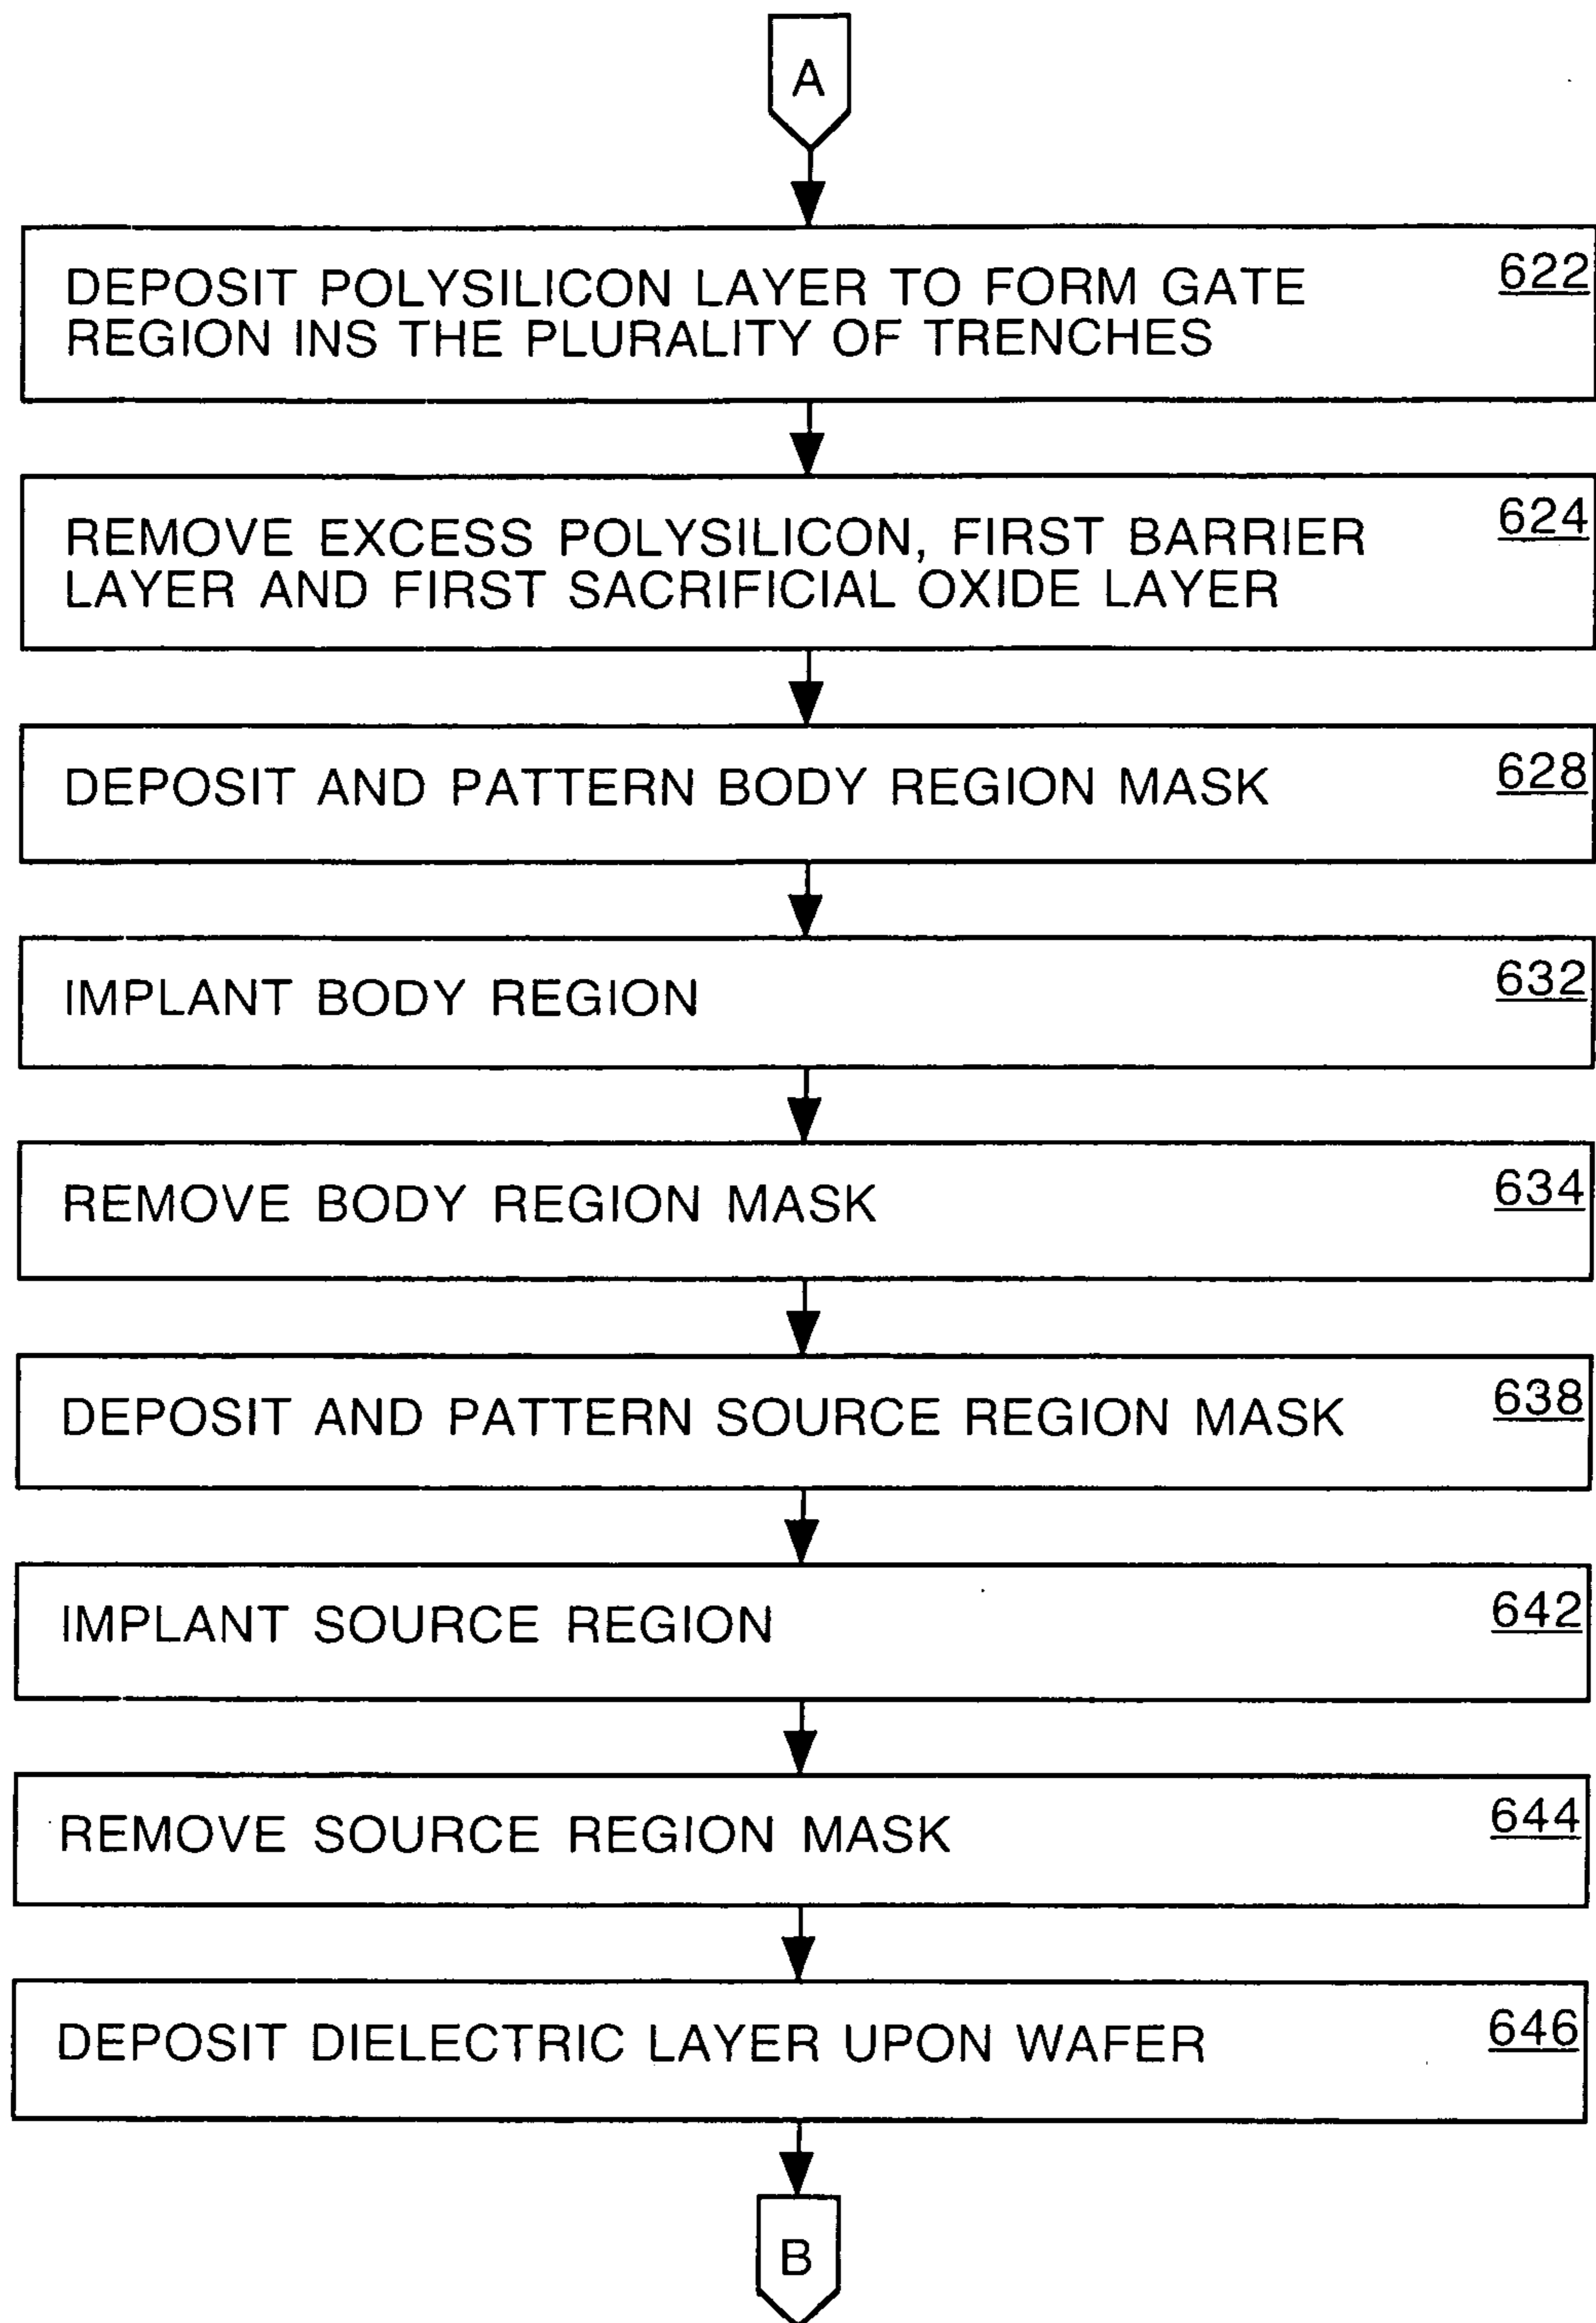 A
DEPOSIT POLYSILICON LAYER TO FORM GATE 622
REGION INS THE PLURALITY OF TRENCHES
REMOVE EXCESS POLYSILICON, FIRST BARRIER 624
LAYER AND FIRST SACRIFICIAL OXIDE LAYER
DEPOSIT AND PATTERN BODY REGION MASK 628
IMPLANT BODY REGION 632
REMOVE BODY REGION MASK 634
DEPOSIT AND PATTERN SOURCE REGION MASK 638
IMPLANT SOURCE REGION 642
REMOVE SOURCE REGION MASK 644
DEPOSIT DIELECTRIC LAYER UPON WAFER 646
B